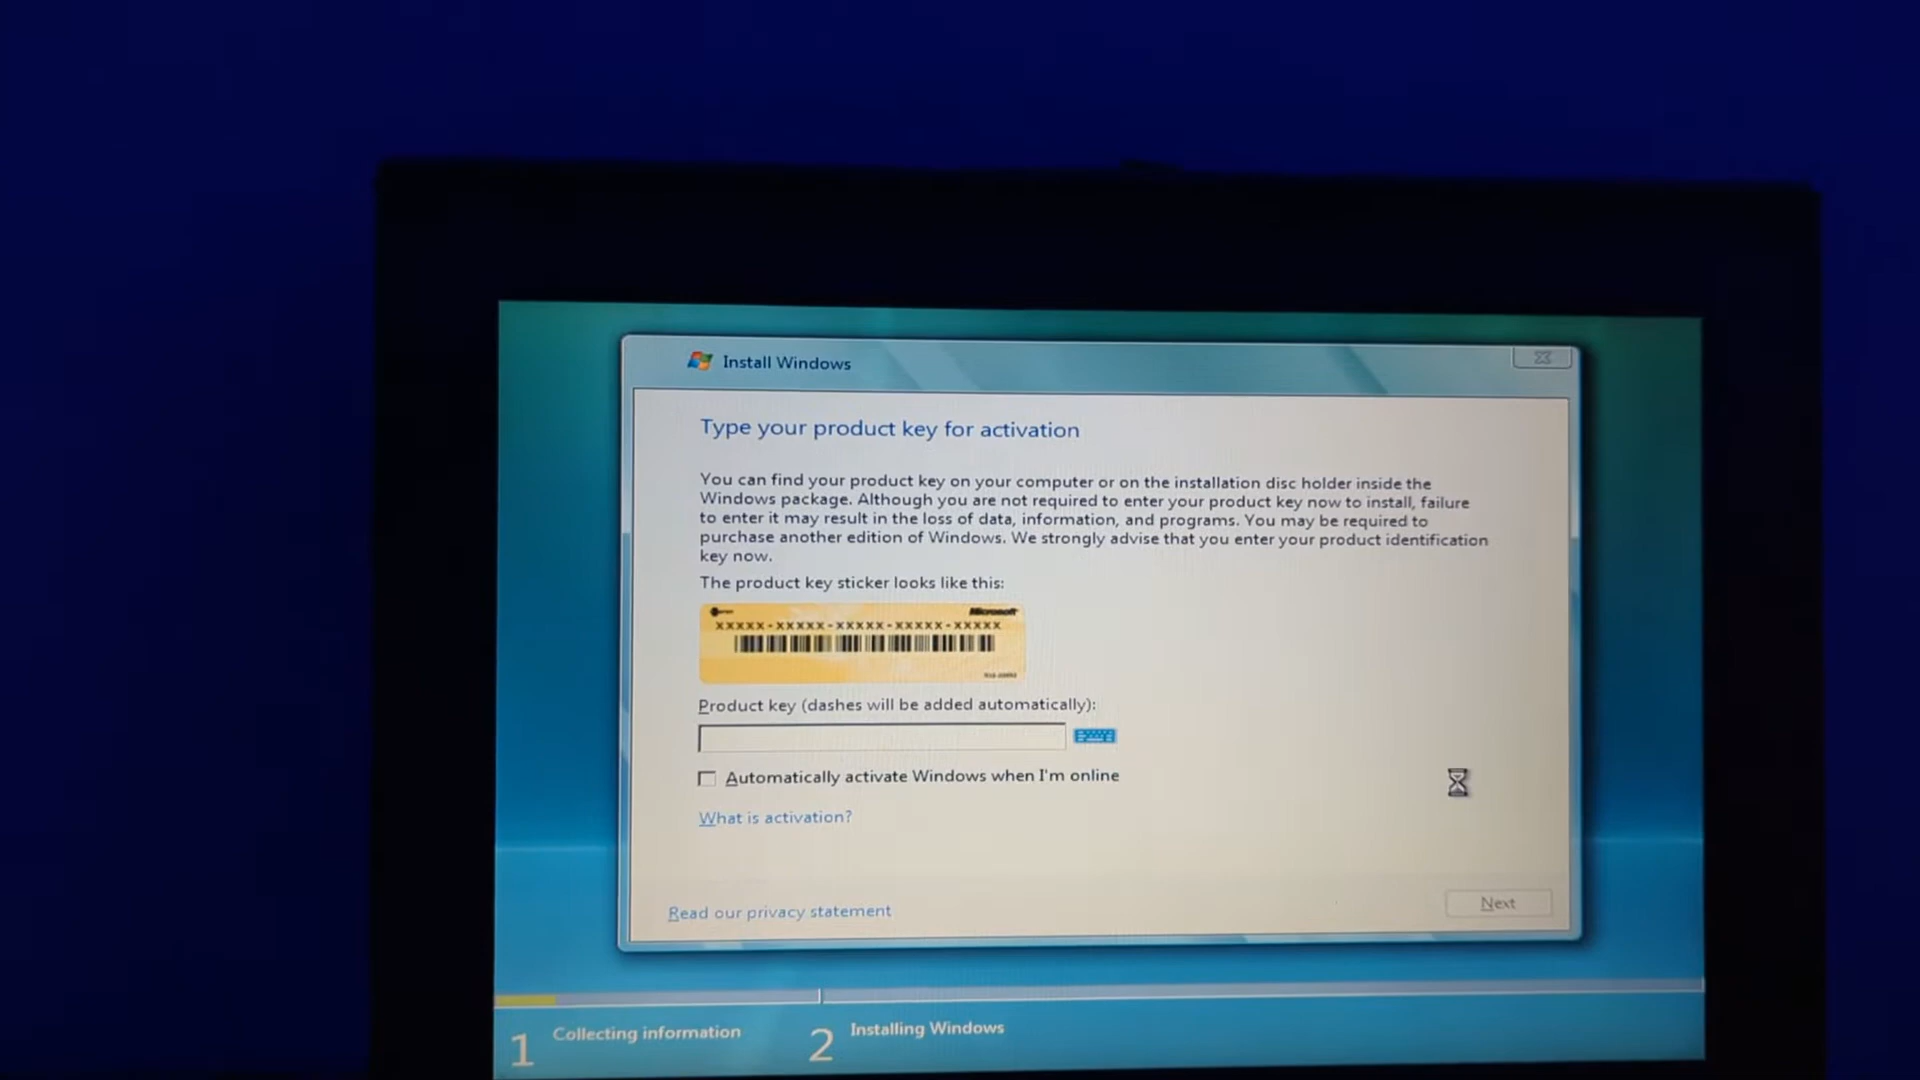 Install Windows
Type your product key for activation
You can find your product key on your computer or on the installation disc holder inside the
Windows package. Although you are not required to enter your product key now to install, failure
to enter it may result in the loss of data, information, and programs. You may be required to
purchase another edition of Windows. We strongly advise that you enter your product identification
key now.
The product key sticker looks like this:
Microsoft
XXXXX-XXXXX-XXXXX-XXXXX-XXXXX
Product key (dashes will be added automatically):
Automatically activate Windows when I'm online
What is activation?
Read our privacy statement
Next
1 Collecting information
2 Installing Windows